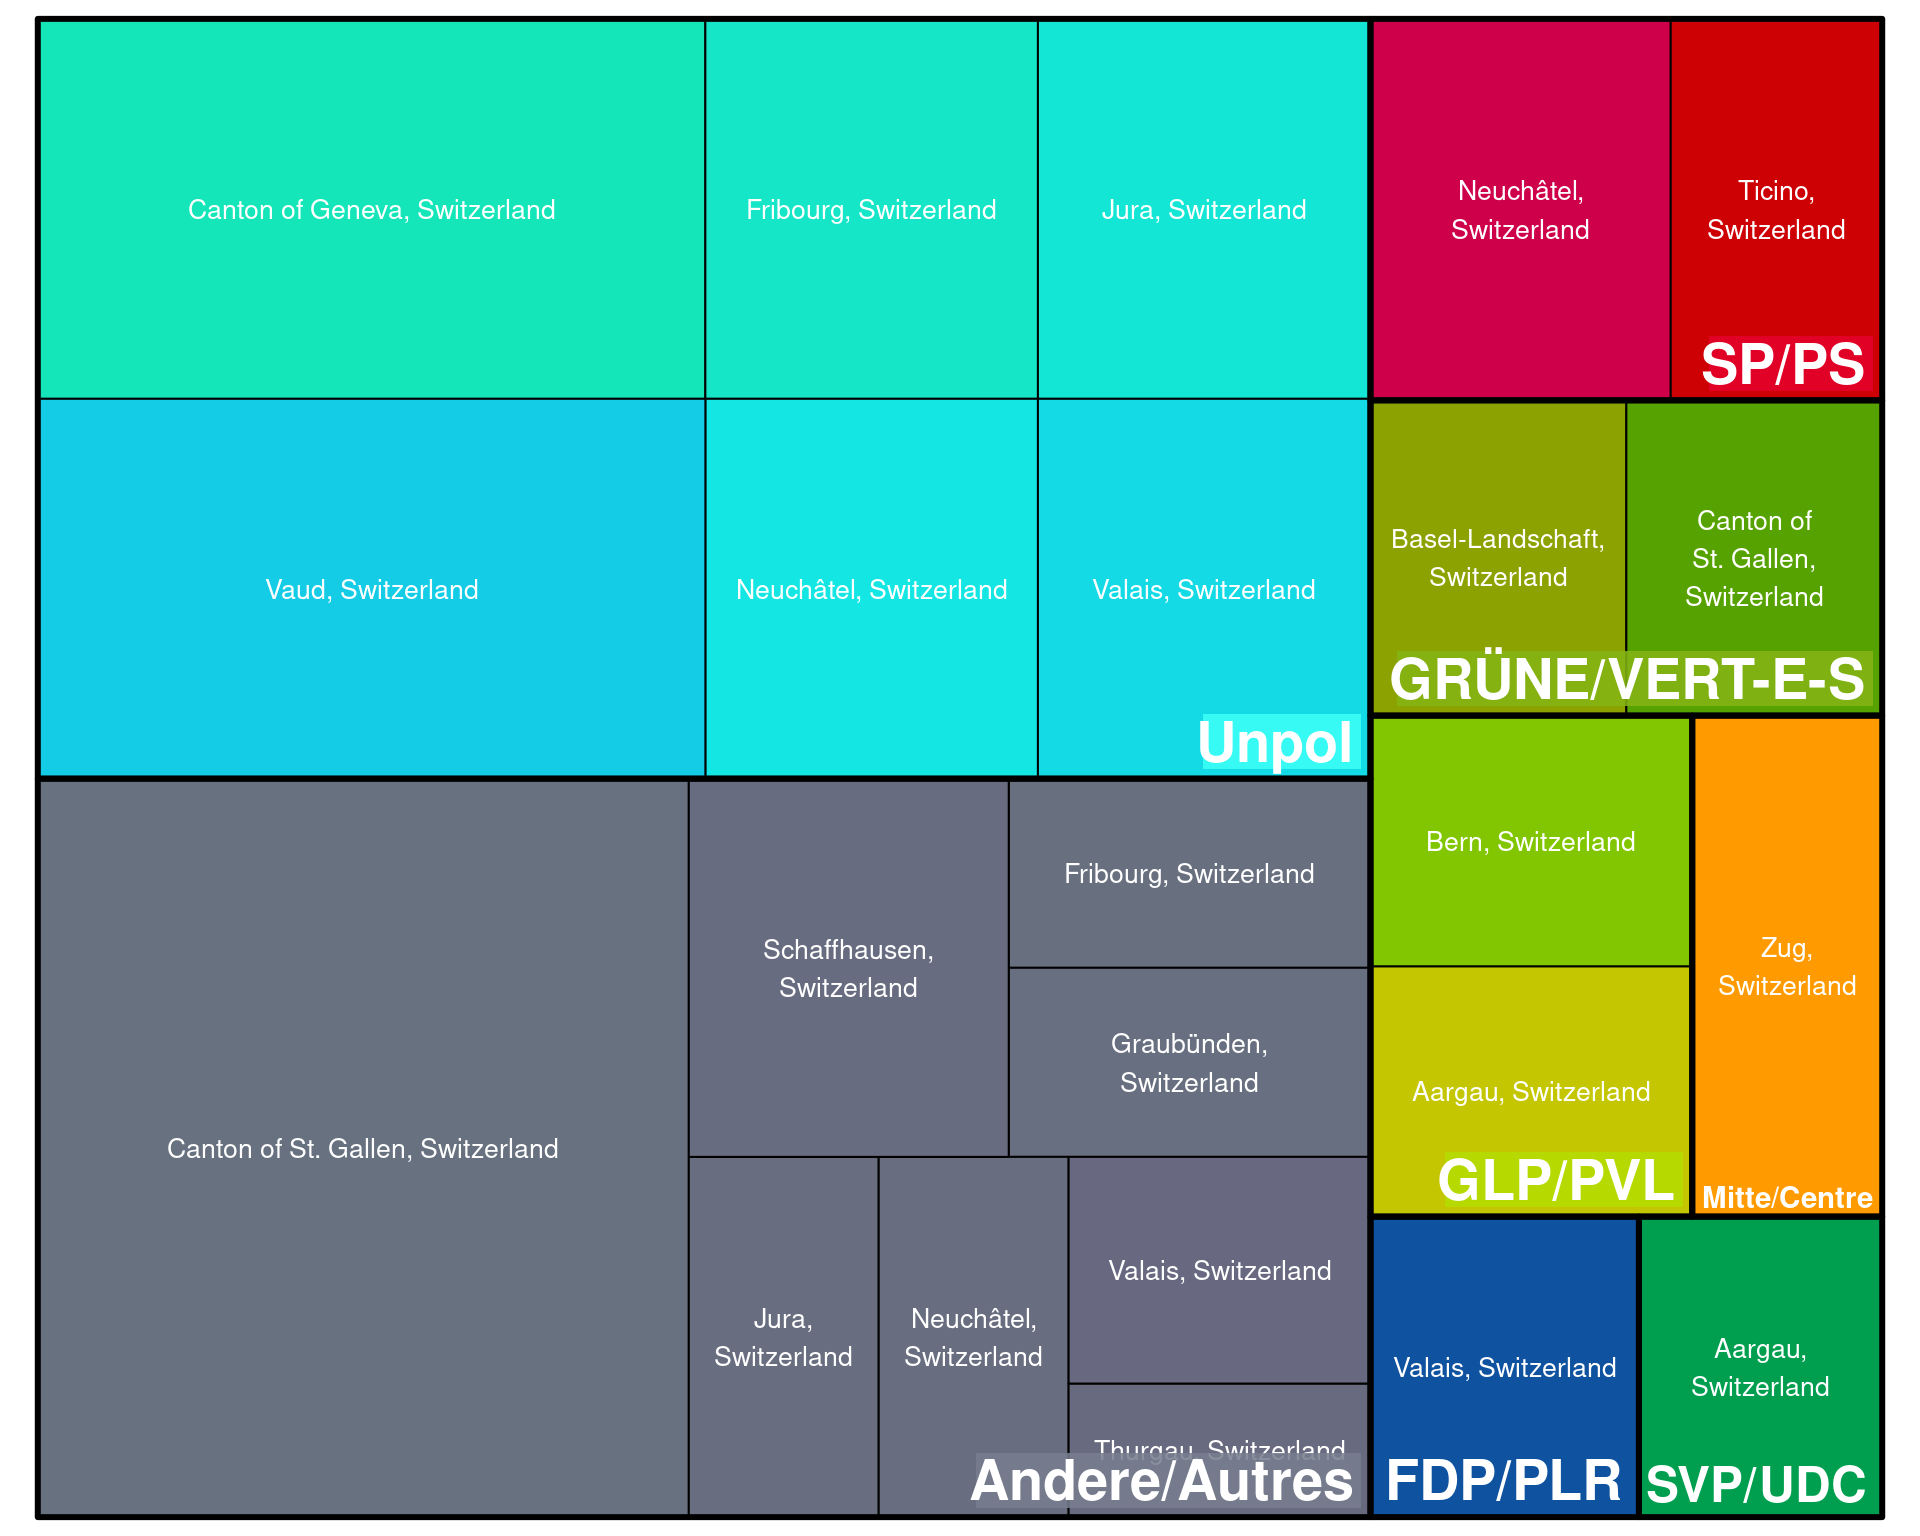 Canton of Geneva, Switzerland
Fribourg, Switzerland
Jura, Switzerland
Vaud, Switzerland
Neuchâtel, Switzerland
Valais, Switzerland
Unpol
Neuchâtel,
Switzerland
Ticino,
Switzerland
SP/PS
Basel-Landschaft,
Switzerland
Canton of
St. Gallen,
Switzerland
GRÜNE/VERT-E-S
Canton of St. Gallen, Switzerland
Schaffhausen,
Switzerland
Fribourg, Switzerland
Graubünden,
Switzerland
Jura,
Switzerland
Neuchâtel,
Switzerland
Valais, Switzerland
Thurgau, Switzerland
Andere/Autres
Bern, Switzerland
Aargau, Switzerland
GLP/PVL
Zug,
Switzerland
Mitte/Centre
Valais, Switzerland
FDP/PLR
Aargau,
Switzerland
SVP/UDC